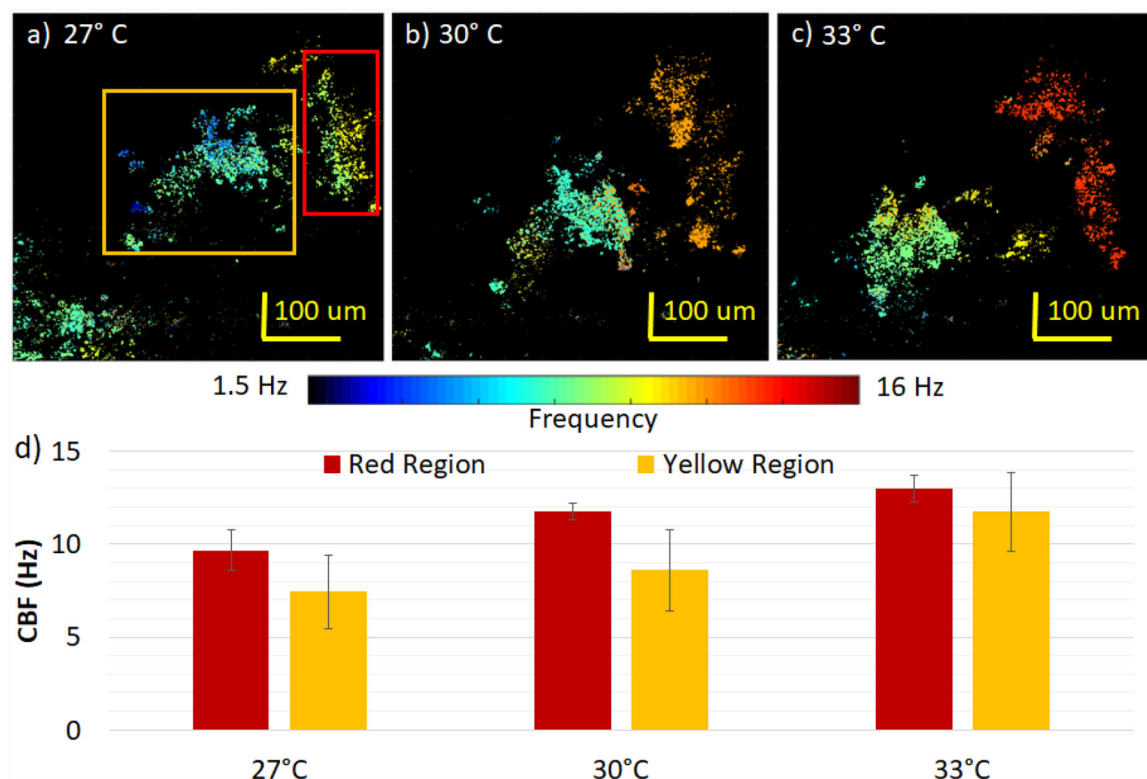 a) 27° C
b) 30° C
c) 33° C
100 um
100 um
100 um
1.5 Hz
16 Hz
Frequency
d)
15
Red Region
Yellow Region
10
CBF (Hz)
5
0
27°C
30°C
33°C